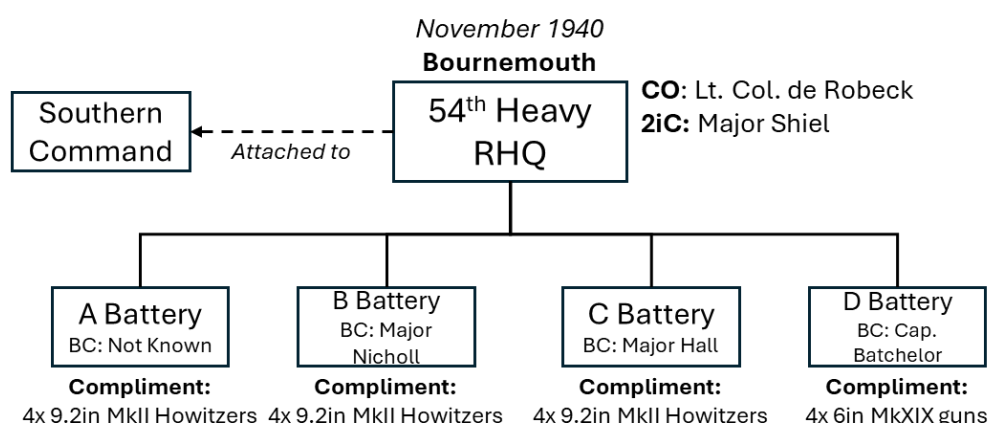 November 1940
Bournemouth
54th Heavy
RHQ
CO: Lt. Col. de Robeck
2iC: Major Shiel
Southern
Command
Attached to
A Battery
BC: Not Known
B Battery
BC: Major
Nicholl
C Battery
BC: Major Hall
D Battery
BC: Cap.
Batchelor
Compliment:
4x 9.2in MkII Howitzers
Compliment:
4x 9.2in MkII Howitzers
Compliment:
4x 9.2in MkII Howitzers
Compliment:
4x 6in MkXIX guns